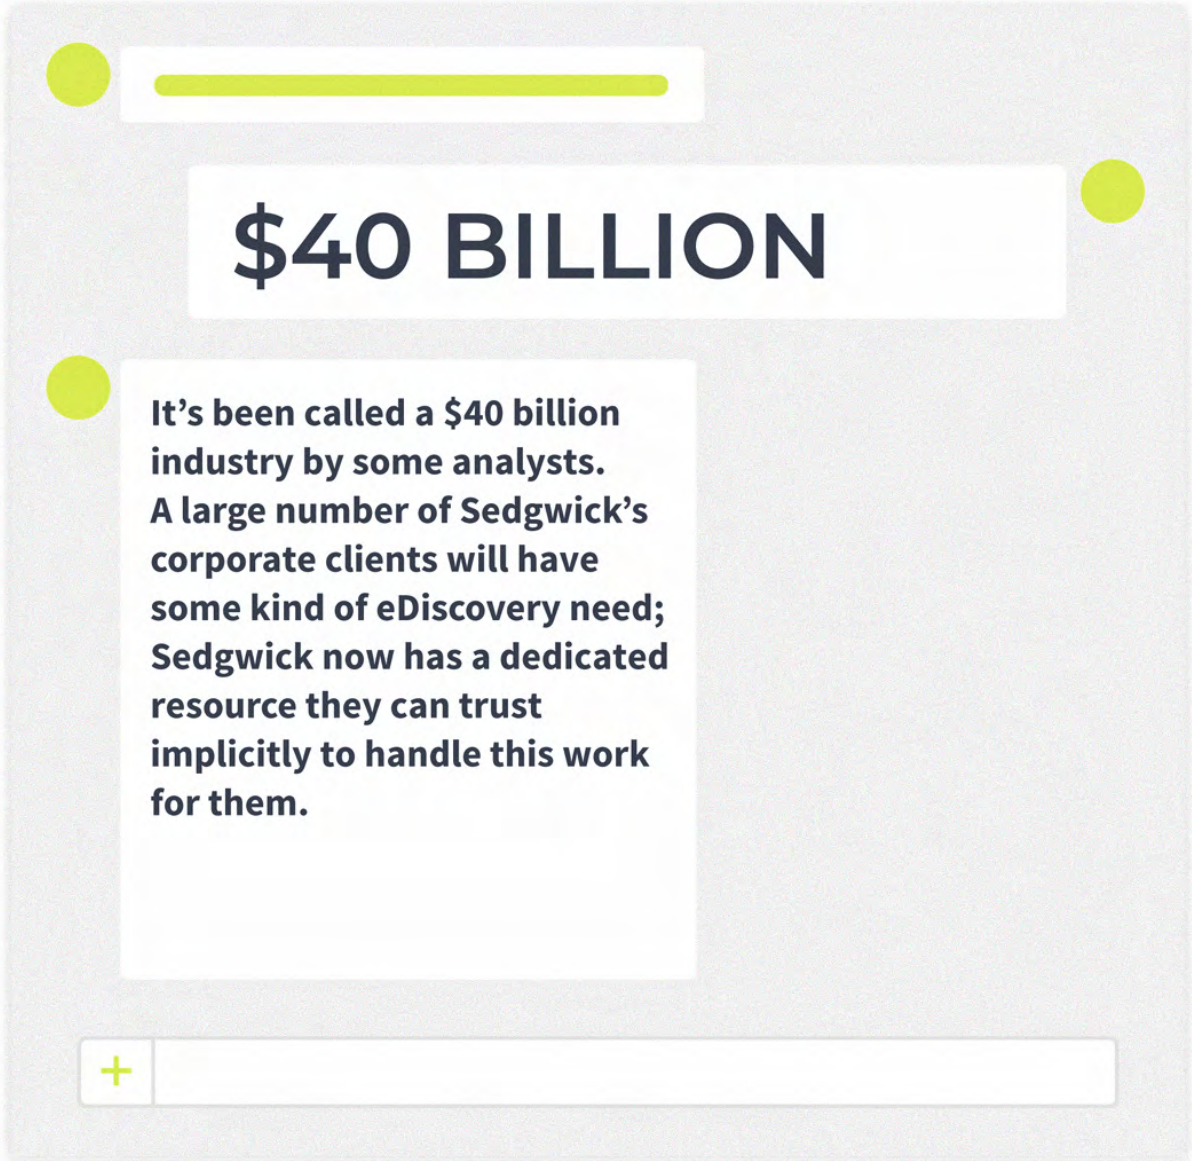 $40 BILLION
It’s been called a $40 billion
industry by some analysts.
A large number of Sedgwick’s
corporate clients will have
some kind of eDiscovery need;
Sedgwick now has a dedicated
resource they can trust
implicitly to handle this work
for them.
+